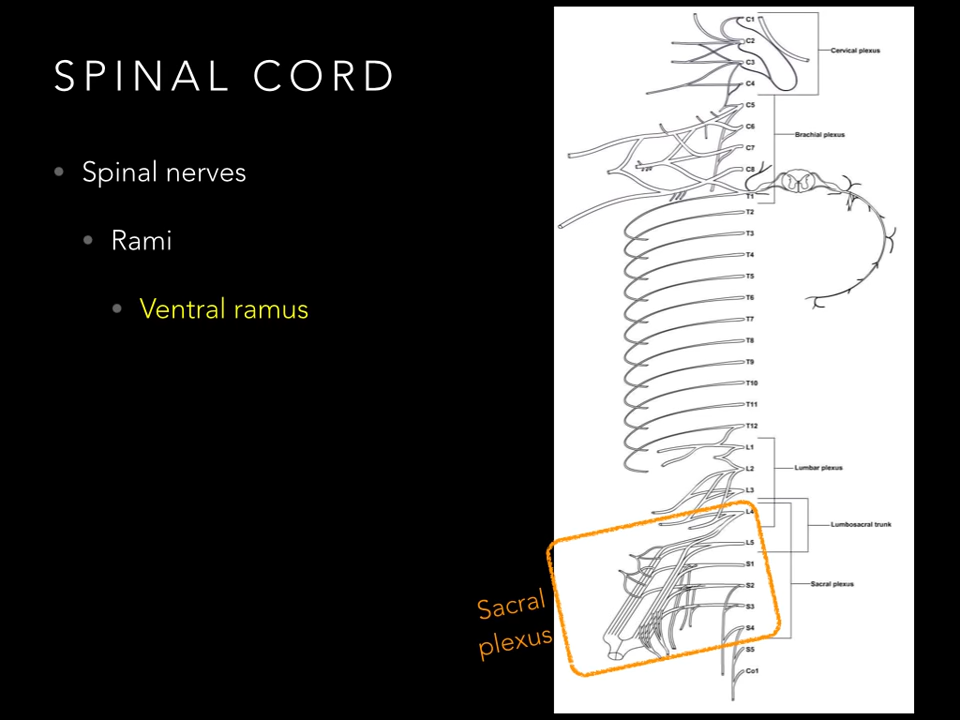 SPINAL CORD
• Spinal nerves
• Rami
• Ventral ramus
Sacral
plexus
C1
C2
Cervical plexus
C3
C4
C5
C6
Brachial plexus
C7
C8
T1
T2
T3
T4
T5
T6
T7
T8
T9
T10
T11
T12
L1
L2
Lumbar plexus
L3
L4
Lumbosacral trunk
L5
S1
S2
Sacral plexus
S3
S4
S5
Co1